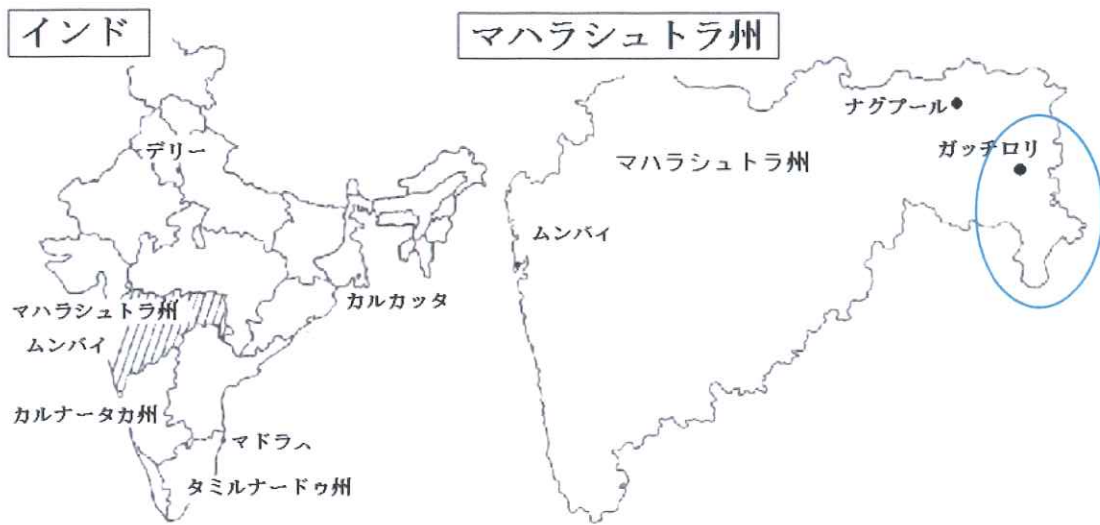 インド
デリー
カルカッタ
マハラシュトラ州
ムンバイ
カルナータカ州
マドラス
タミルナードゥ州
マハラシュトラ州
ナグプール
ガッチロリ
マハラシュトラ州
ムンバイ